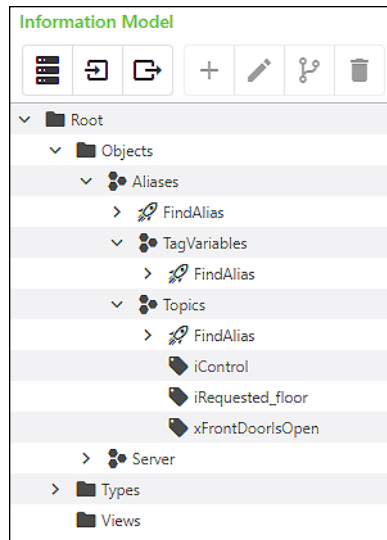 Information Model
Root
Objects
Aliases
FindAlias
TagVariables
FindAlias
Topics
FindAlias
iControl
iRequested_floor
xFrontDoorIsOpen
Server
Types
Views